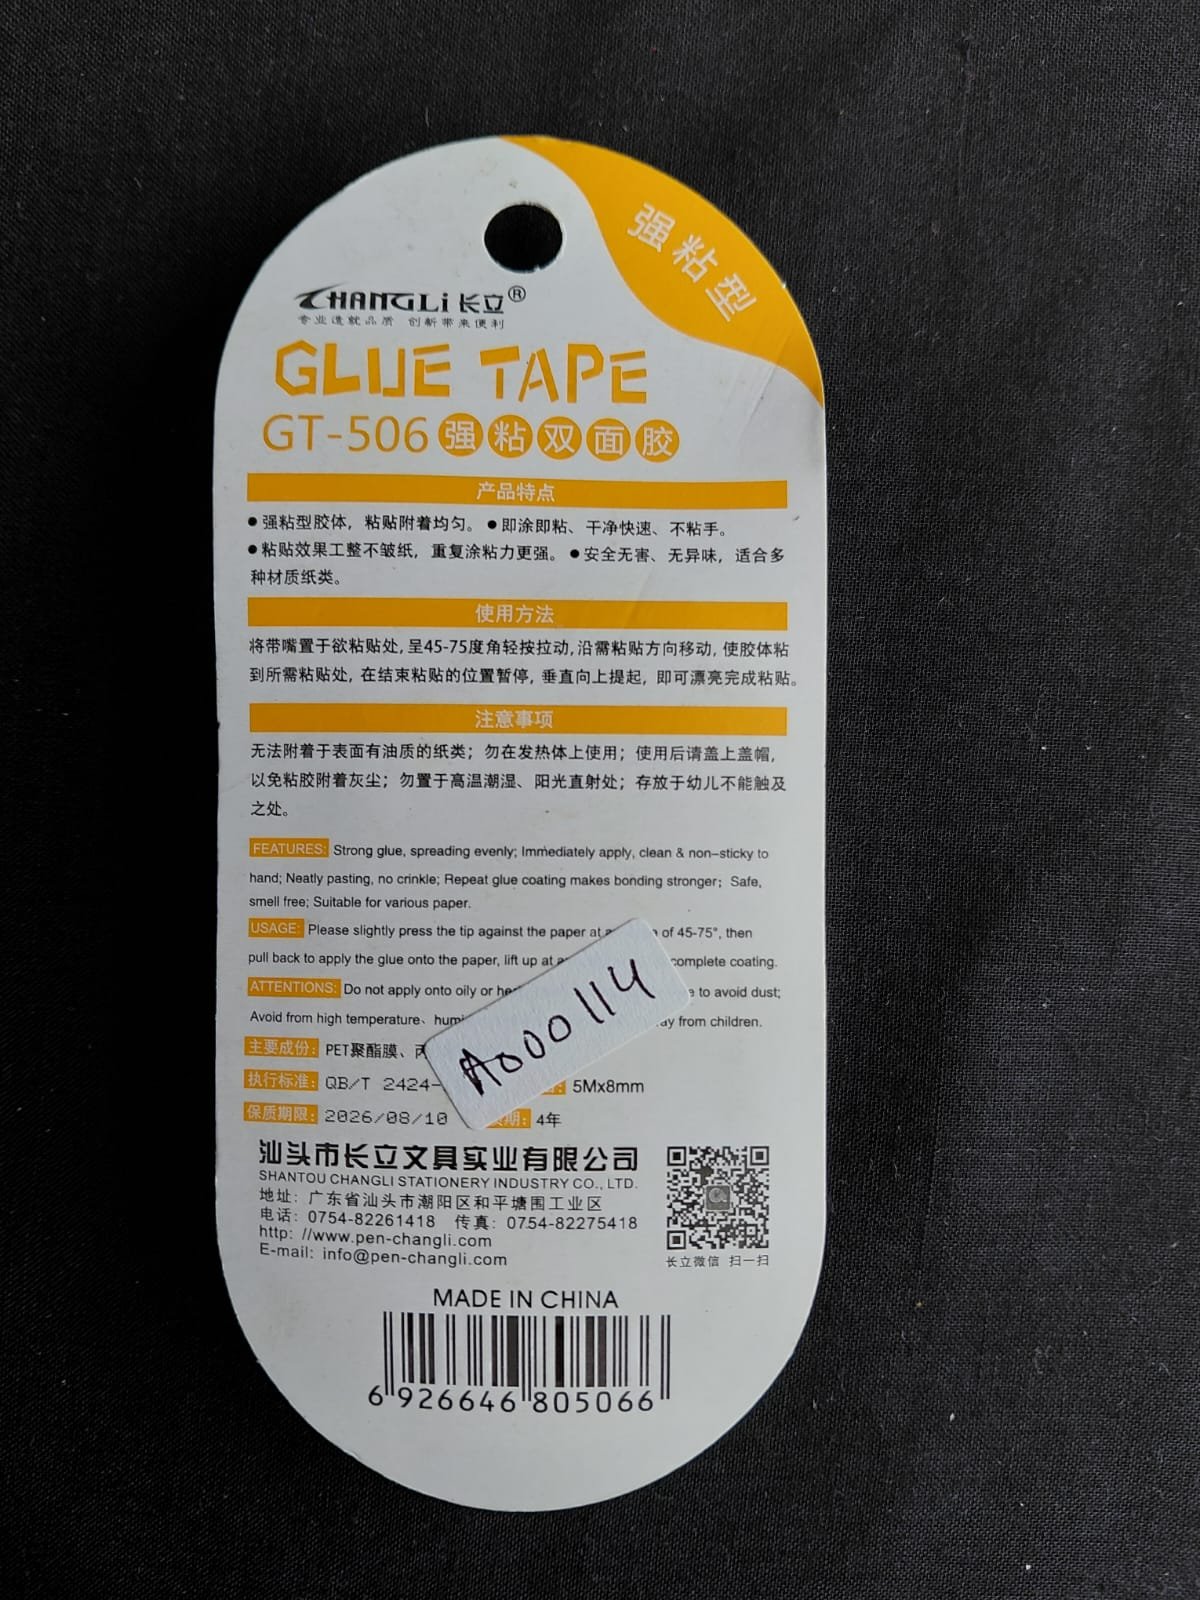 强粘型
CHANGLi 长立®
专业造就品质 创新带来便利
GLUE TAPE
GT-506 强粘双面胶
产品特点
●强粘型胶体，粘贴附着均匀。●即涂即粘、干净快速、不粘手。
●粘贴效果工整不皱纸，重复涂粘力更强。●安全无害、无异味，适合多
种材质纸类。
使用方法
将带嘴置于欲粘贴处，呈45-75度角轻按拉动，沿需粘贴方向移动，使胶体粘
到所需粘贴处，在结束粘贴的位置暂停，垂直向上提起，即可漂亮完成粘贴。
注意事项
无法附着于表面有油质的纸类；勿在发热体上使用；使用后请盖上盖帽，
以免粘胶附着灰尘；勿置于高温潮湿、阳光直射处；存放于幼儿不能触及
之处。
FEATURES: Strong glue, spreading evenly; Immediately apply, clean & non-sticky to
hand; Neatly pasting, no crinkle; Repeat glue coating makes bonding stronger; Safe,
smell free; Suitable for various paper.
USAGE: Please slightly press the tip against the paper at of 45-75°, then
pull back to apply the glue onto the paper, lift up at complete coating.
ATTENTIONS: Do not apply onto oily or to avoid dust;
Avoid from high temperature、 from children.
A000114
主要成份: PET聚酯膜、
执行标准: QB/T 2424- 5Mx8mm
保质期限: 2026/08/10 期: 4年
汕头市长立文具实业有限公司
SHANTOU CHANGLI STATIONERY INDUSTRY CO., LTD.
地址: 广东省汕头市潮阳区和平塘围工业区
电话: 0754-82261418 传真: 0754-82275418
http: //www.pen-changli.com
E-mail: info@pen-changli.com
长立微信 扫一扫
MADE IN CHINA
6 926646 805066